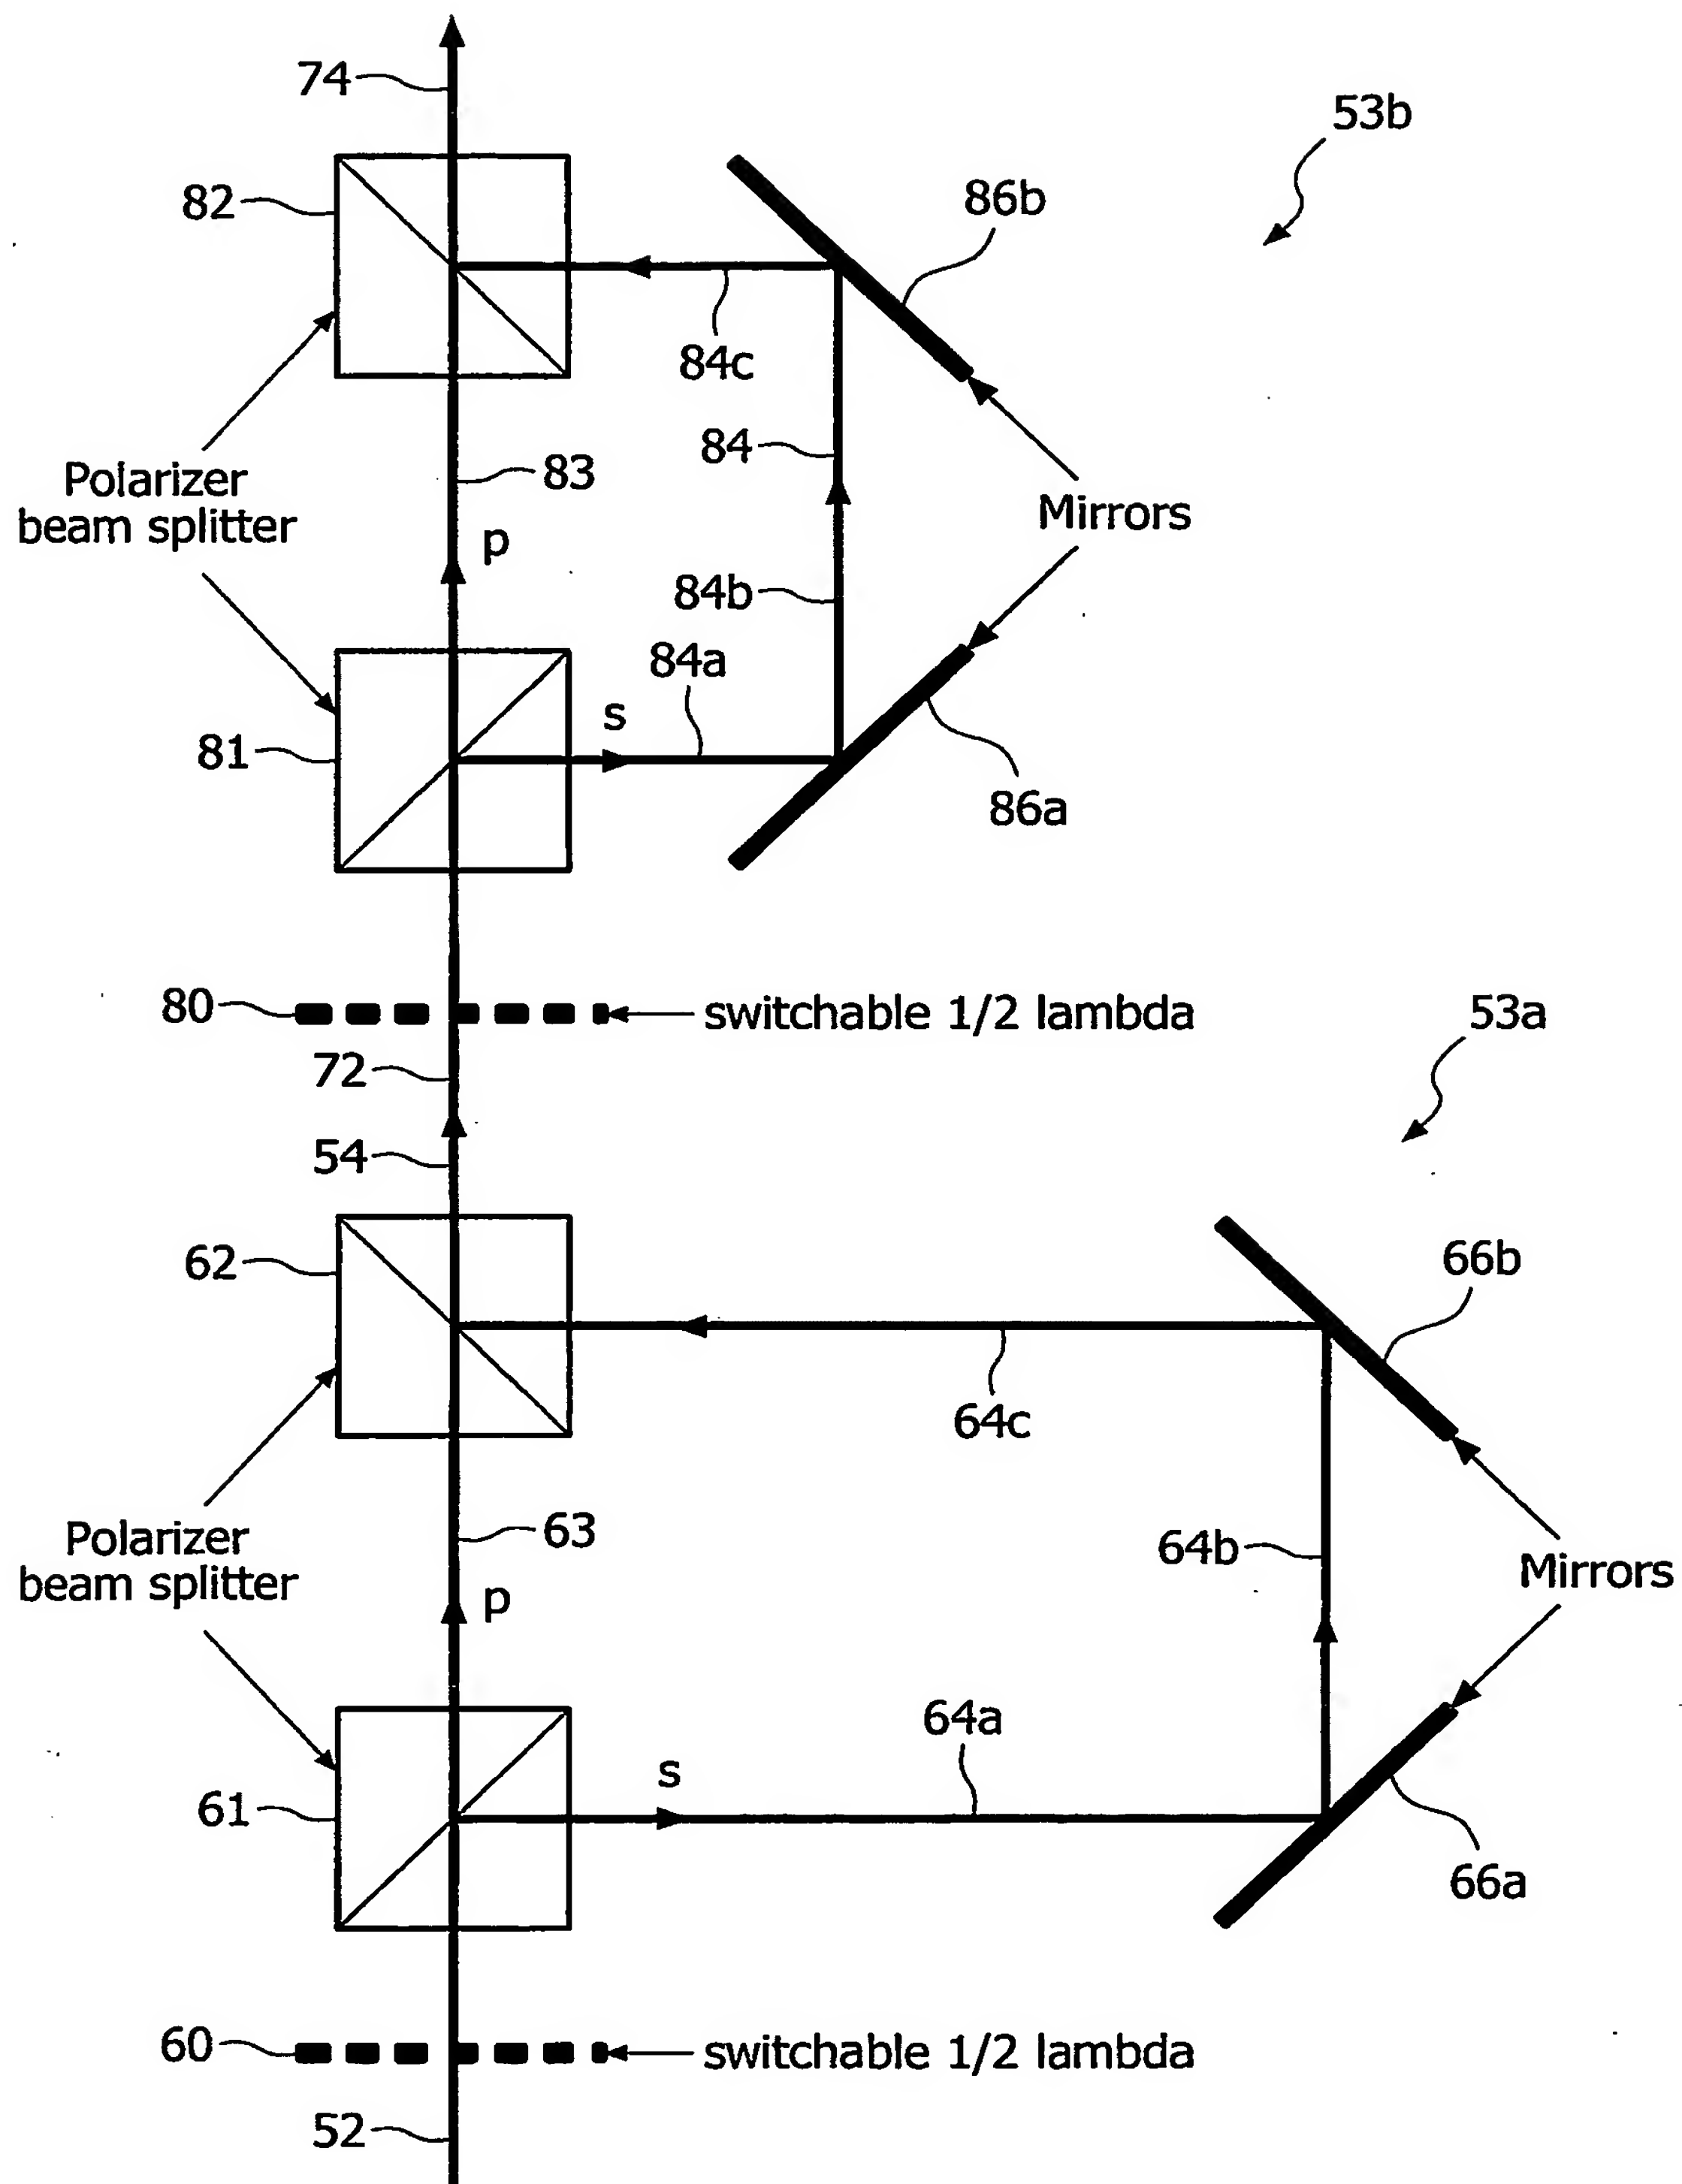 74
53b
82
86b
84c
84
Polarizer
beam splitter
83
Mirrors
p
84b
84a
s
81
86a
80
switchable 1/2 lambda
53a
72
54
62
66b
64c
Polarizer
beam splitter
63
64b
Mirrors
p
64a
s
61
66a
60
switchable 1/2 lambda
52